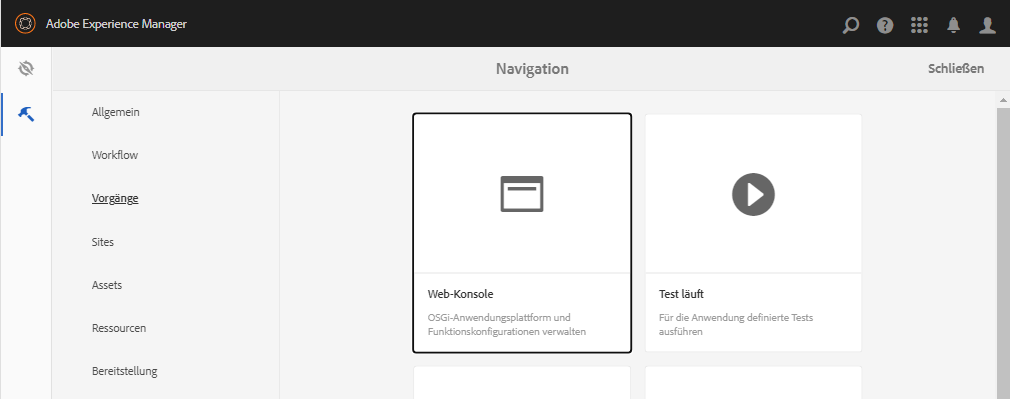 Adobe Experience Manager
Navigation
Schließen
Allgemein
Workflow
Vorgänge
Sites
Assets
Ressourcen
Bereitstellung
Web-Konsole
OSGi-Anwendungsplattform und
Funktionskonfigurationen verwalten
Test läuft
Für die Anwendung definierte Tests
ausführen